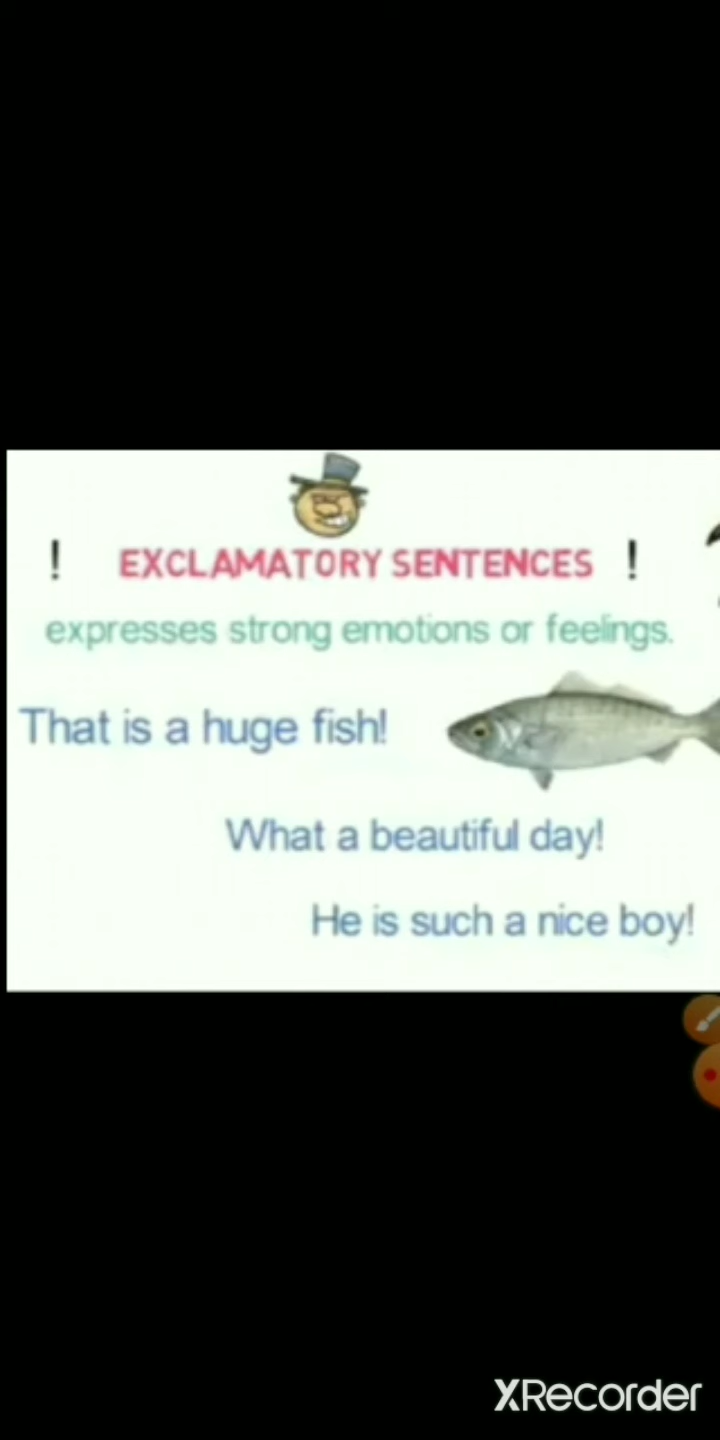 ! EXCLAMATORY SENTENCES !
expresses strong emotions or feelings.
That is a huge fish!
What a beautiful day!
He is such a nice boy!
XRecorder